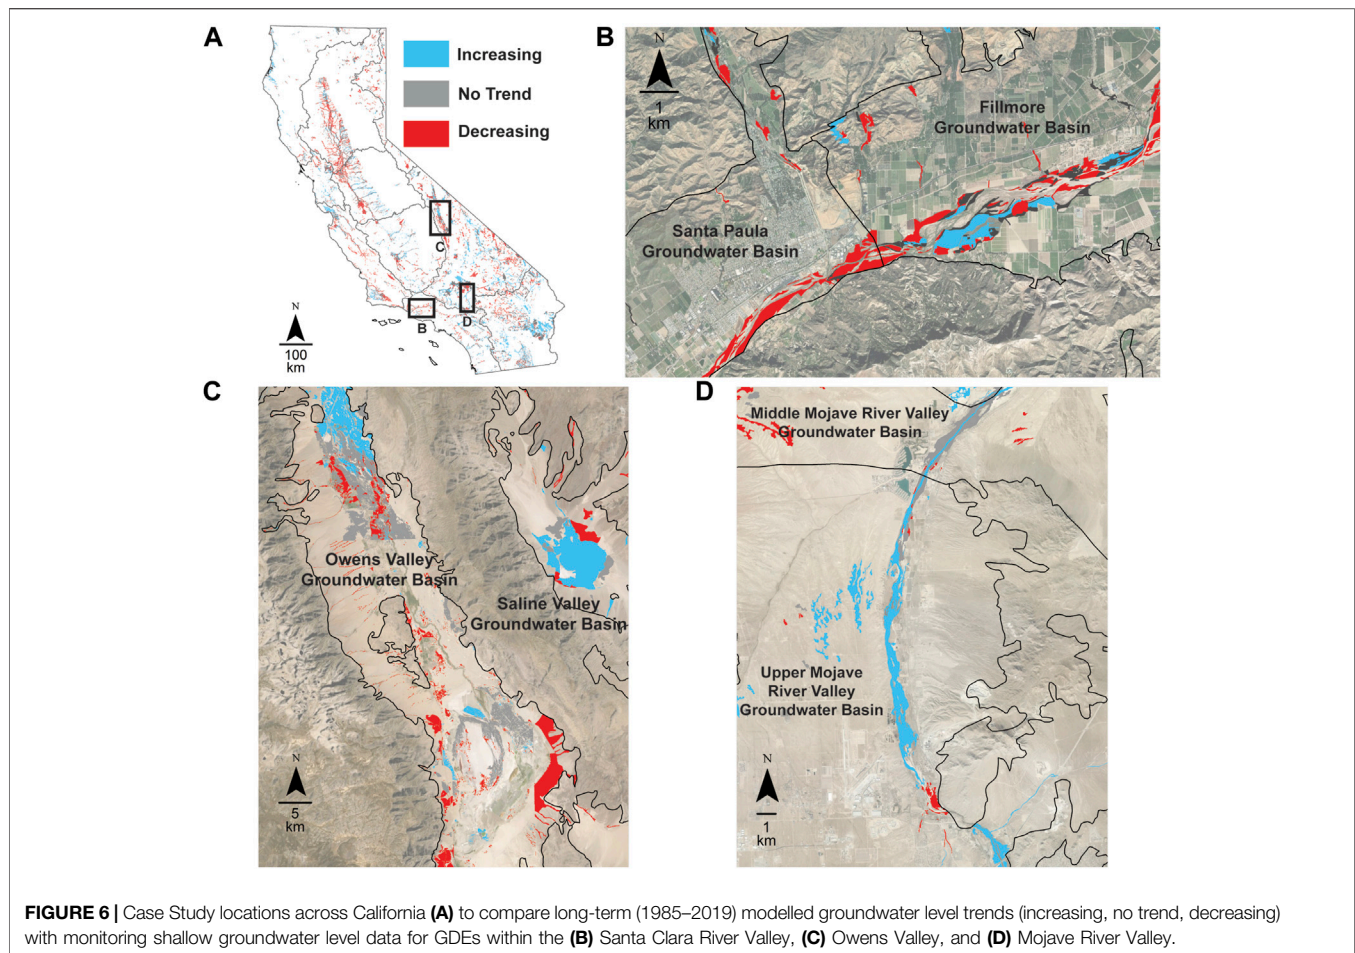 A
Increasing
No Trend
Decreasing
C
B
D
N
100
km
B
N
1
km
Fillmore
Groundwater Basin
Santa Paula
Groundwater Basin
C
Owens Valley
Groundwater Basin
Saline Valley
Groundwater Basin
N
5
km
D
Middle Mojave River Valley
Groundwater Basin
Upper Mojave
River Valley
Groundwater Basin
N
1
km
FIGURE 6 | Case Study locations across California (A) to compare long-term (1985–2019) modelled groundwater level trends (increasing, no trend, decreasing)
with monitoring shallow groundwater level data for GDEs within the (B) Santa Clara River Valley, (C) Owens Valley, and (D) Mojave River Valley.